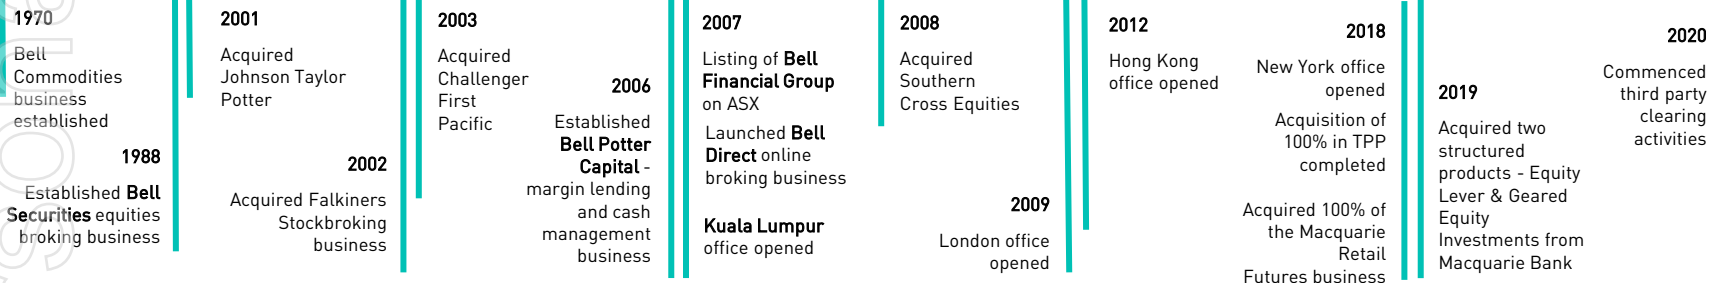 1970
Bell
Commodities
business
established
1988
Established Bell
Securities equities
broking business
2001
Acquired
Johnson Taylor
Potter
2002
Acquired Falkiners
Stockbroking
business
2003
Acquired
Challenger
First
Pacific
2006
Established
Bell Potter
Capital -
margin lending
and cash
management
business
2007
Listing of Bell
Financial Group
on ASX
Launched Bell
Direct online
broking business
Kuala Lumpur
office opened
2008
Acquired
Southern
Cross Equities
2009
London office
opened
2012
Hong Kong
office opened
2018
New York office
opened
Acquisition of
100% in TPP
completed
Acquired 100% of
the Macquarie
Retail
Futures business
2019
Acquired two
structured
products - Equity
Lever & Geared
Equity
Investments from
Macquarie Bank
2020
Commenced
third party
clearing
activities